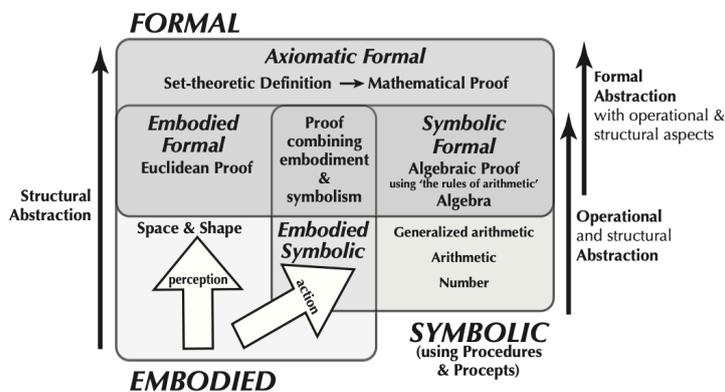 FORMAL
Axiomatic Formal
Set-theoretic Definition → Mathematical Proof
Embodied
Formal
Euclidean Proof
Proof
combining
embodiment
&
symbolism
Symbolic
Formal
Algebraic Proof
using ‘the rules of arithmetic’
Algebra
Structural
Abstraction
Space & Shape
perception
Embodied
Symbolic
action
Generalized arithmetic
Arithmetic
Number
Formal
Abstraction
with operational &
structural aspects
Operational
and structural
Abstraction
SYMBOLIC
(using Procedures
& Procepts)
EMBODIED